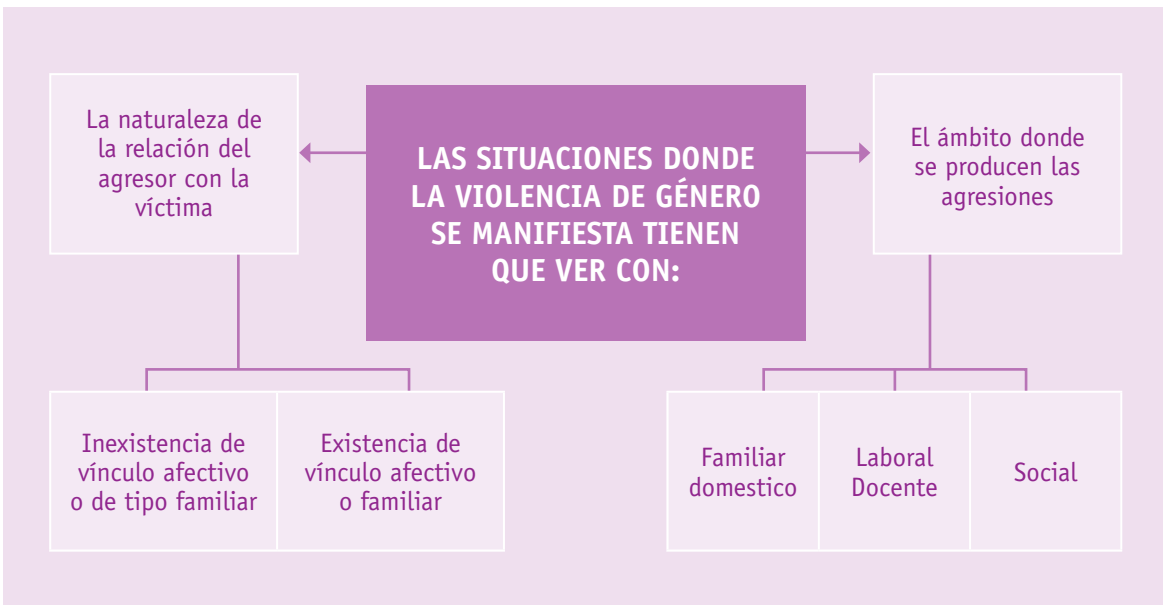 La naturaleza de
la relación del
agresor con la
víctima
LAS SITUACIONES DONDE
LA VIOLENCIA DE GÉNERO
SE MANIFIESTA TIENEN
QUE VER CON:
El ámbito donde
se producen las
agresiones
Inexistencia de
vínculo afectivo
o de tipo familiar
Existencia de
vínculo afectivo
o familiar
Familiar
domestico
Laboral
Docente
Social